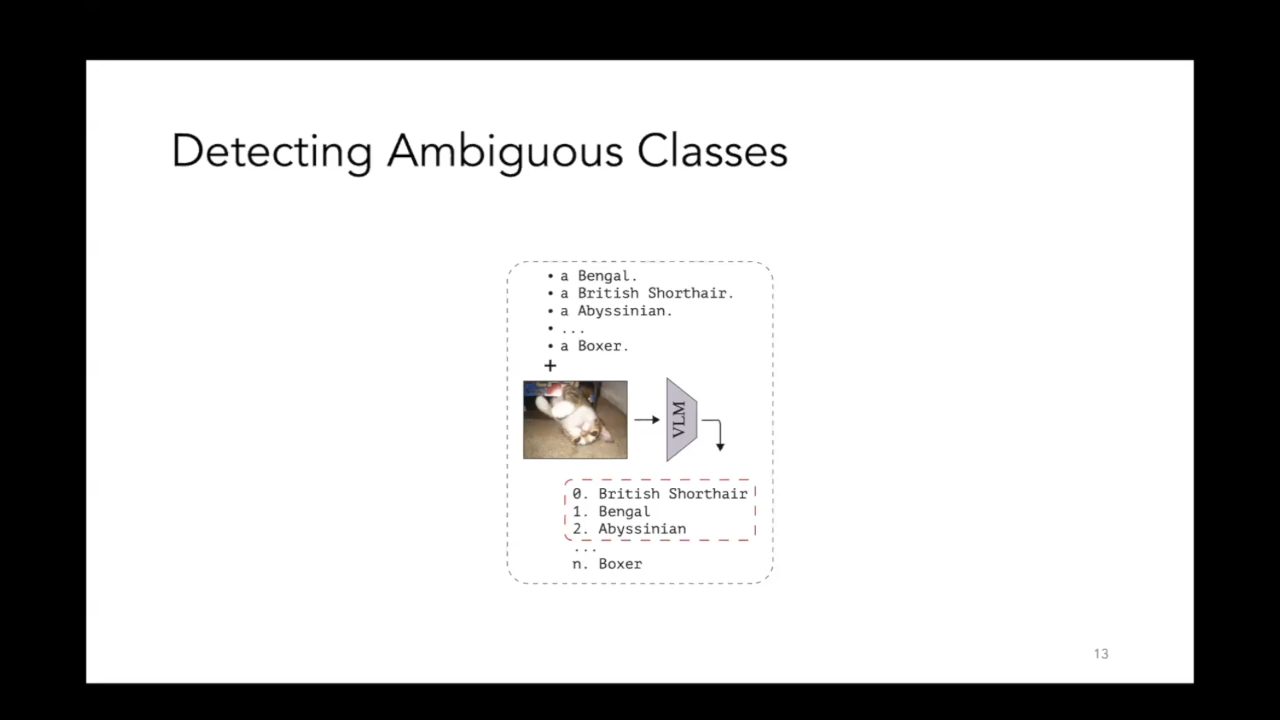 Detecting Ambiguous Classes
• a Bengal.
• a British Shorthair.
• a Abyssinian.
• ...
• a Boxer.
+
VLM
0. British Shorthair
1. Bengal
2. Abyssinian
...
n. Boxer
13